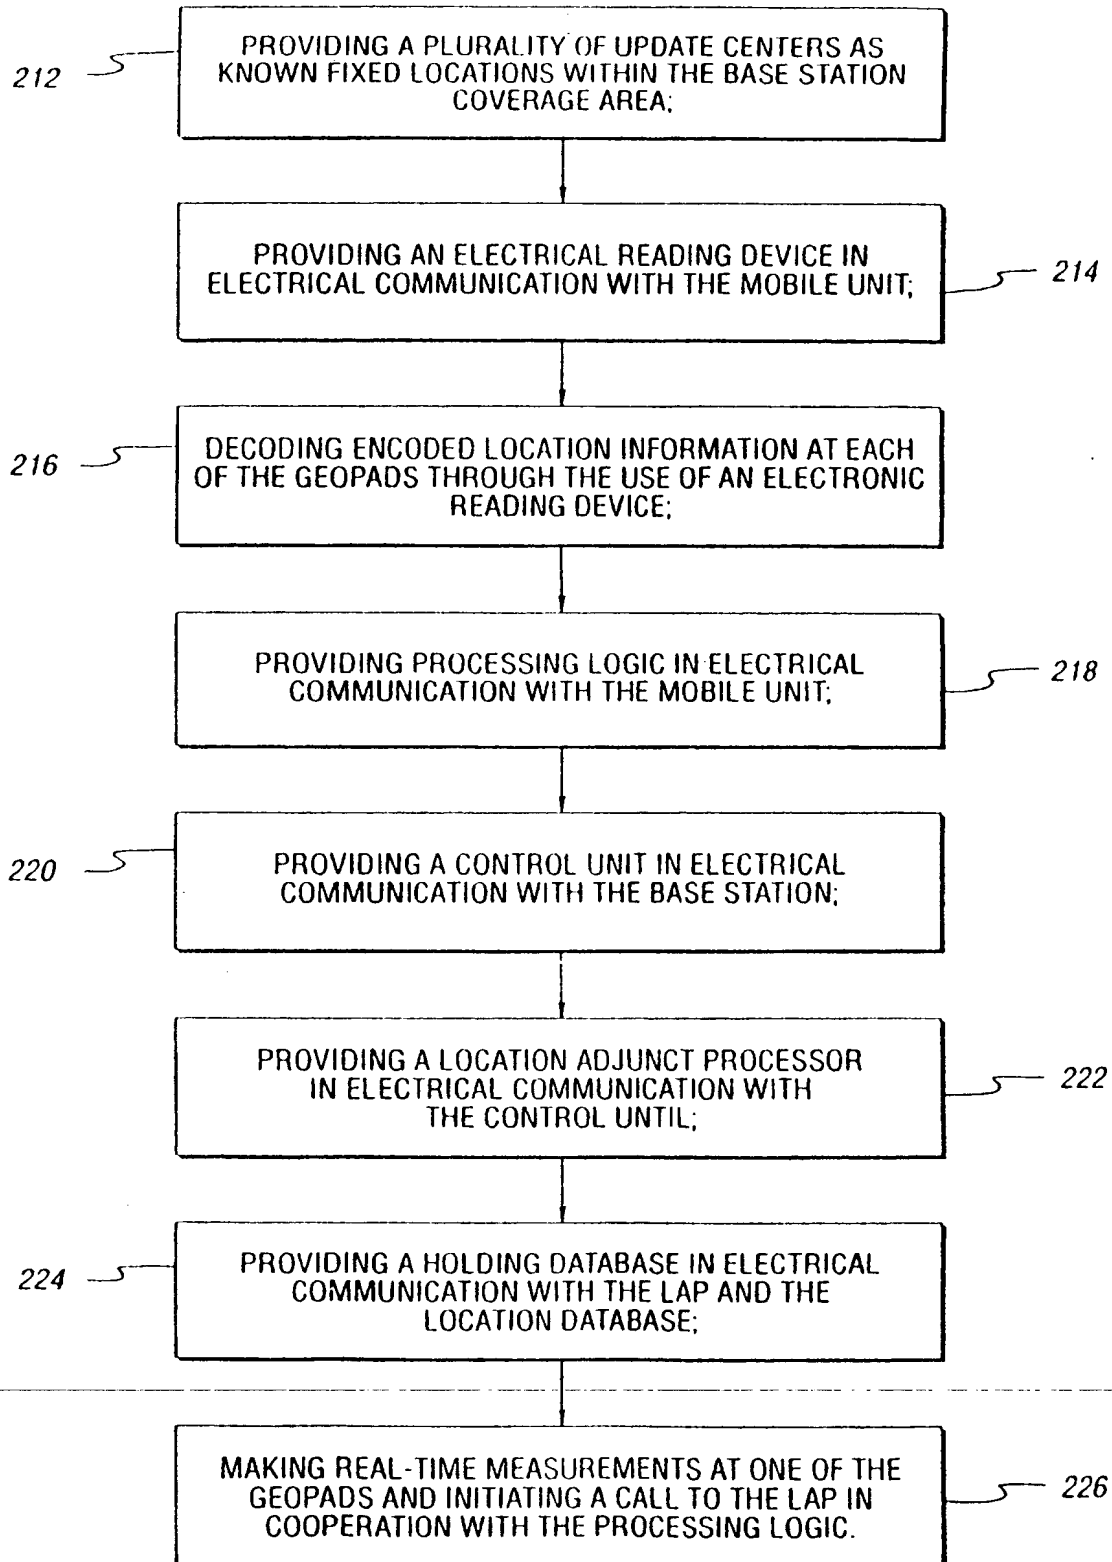 212
PROVIDING A PLURALITY OF UPDATE CENTERS AS
KNOWN FIXED LOCATIONS WITHIN THE BASE STATION
COVERAGE AREA;
PROVIDING AN ELECTRICAL READING DEVICE IN
ELECTRICAL COMMUNICATION WITH THE MOBILE UNIT;
214
216
DECODING ENCODED LOCATION INFORMATION AT EACH
OF THE GEOPADS THROUGH THE USE OF AN ELECTRONIC
READING DEVICE;
PROVIDING PROCESSING LOGIC IN ELECTRICAL
COMMUNICATION WITH THE MOBILE UNIT;
218
220
PROVIDING A CONTROL UNIT IN ELECTRICAL
COMMUNICATION WITH THE BASE STATION;
PROVIDING A LOCATION ADJUNCT PROCESSOR
IN ELECTRICAL COMMUNICATION WITH
THE CONTROL UNTIL;
222
224
PROVIDING A HOLDING DATABASE IN ELECTRICAL
COMMUNICATION WITH THE LAP AND THE
LOCATION DATABASE;
MAKING REAL-TIME MEASUREMENTS AT ONE OF THE
GEOPADS AND INITIATING A CALL TO THE LAP IN
COOPERATION WITH THE PROCESSING LOGIC.
226